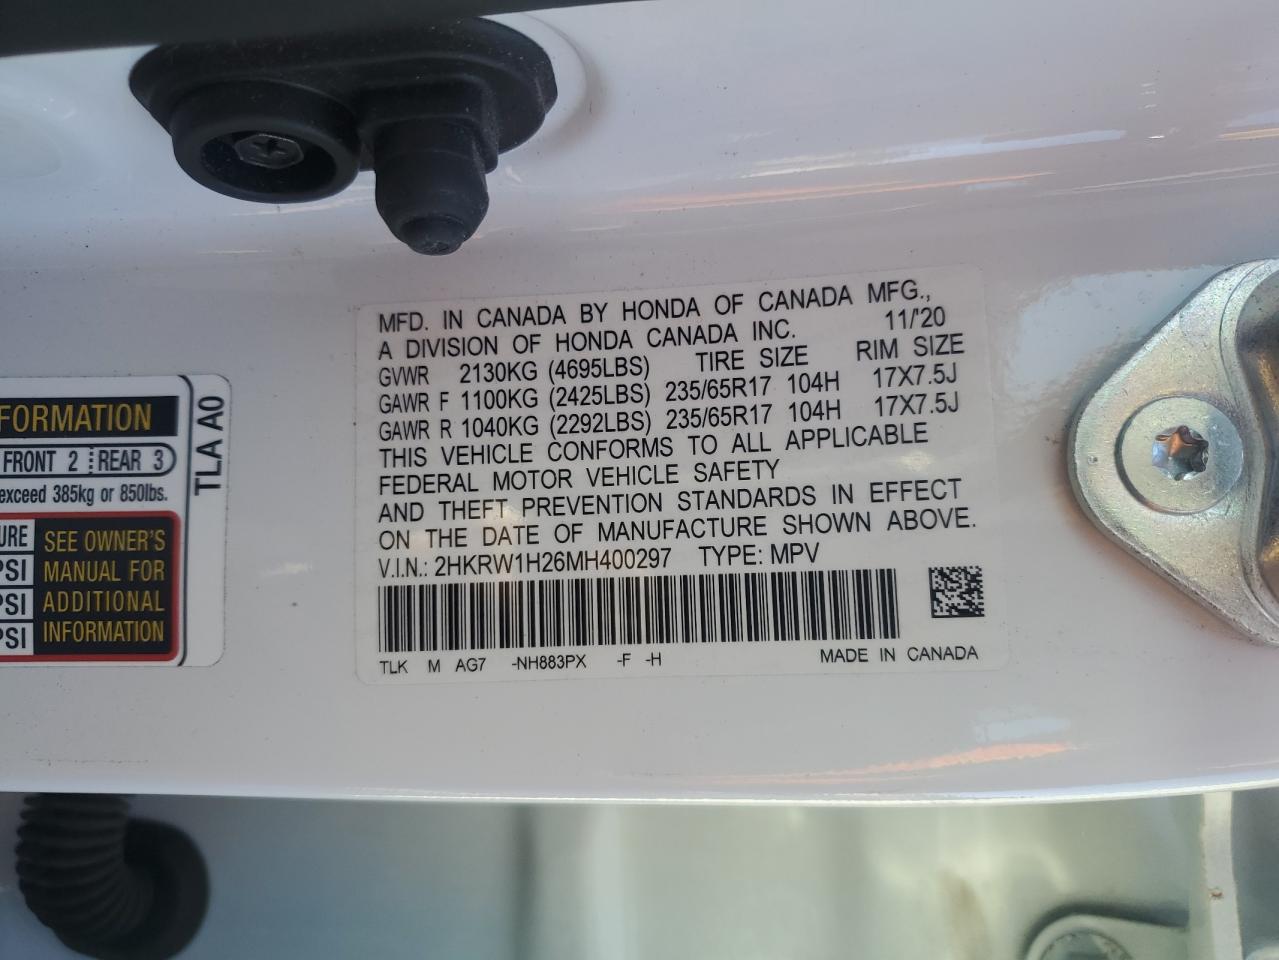 MFD. IN CANADA BY HONDA OF CANADA MFG.,
A DIVISION OF HONDA CANADA INC. 11/'20
GVWR 2130KG (4695LBS) TIRE SIZE RIM SIZE
GAWR F 1100KG (2425LBS) 235/65R17 104H 17X7.5J
GAWR R 1040KG (2292LBS) 235/65R17 104H 17X7.5J
THIS VEHICLE CONFORMS TO ALL APPLICABLE
FEDERAL MOTOR VEHICLE SAFETY
AND THEFT PREVENTION STANDARDS IN EFFECT
ON THE DATE OF MANUFACTURE SHOWN ABOVE.
V.I.N.: 2HKRW1H26MH400297 TYPE: MPV
TLK M AG7 -NH883PX -F -H MADE IN CANADA
FORMATION
FRONT 2 REAR 3
exceed 385kg or 850lbs.
URE
PSI
PSI
PSI
SEE OWNER'S
MANUAL FOR
ADDITIONAL
INFORMATION
TLA A0